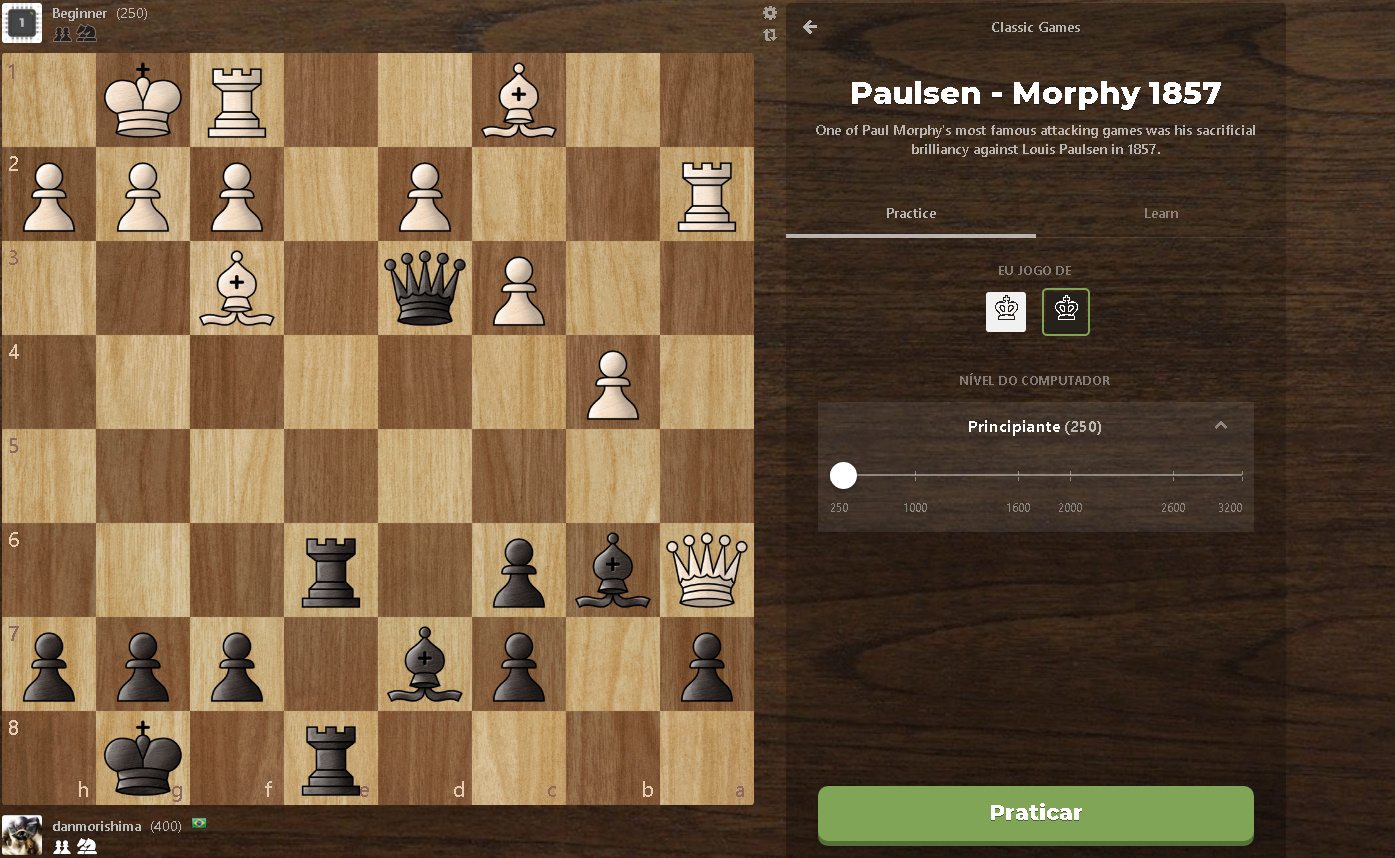 1
Beginner (250)
1
2
3
4
5
6
7
8
h
g
f
e
d
c
b
a
danmorishima (400)
Classic Games
Paulsen - Morphy 1857
One of Paul Morphy's most famous attacking games was his sacrificial
brilliancy against Louis Paulsen in 1857.
Practice Learn
EU JOGO DE
NÍVEL DO COMPUTADOR
Principiante (250)
250 1000 1600 2000 2600 3200
Praticar